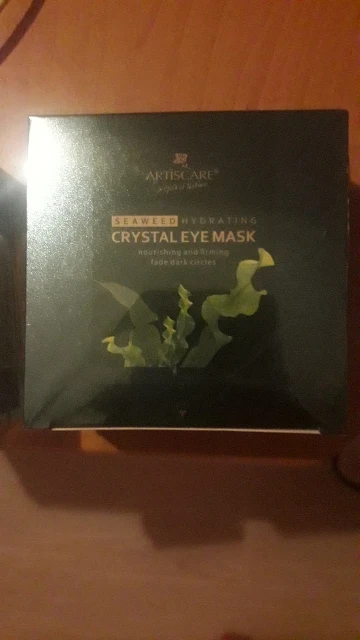 ARTISCARE®
SEAWEED HYDRATING
CRYSTAL EYE MASK
nourishing and firming
fade dark circles